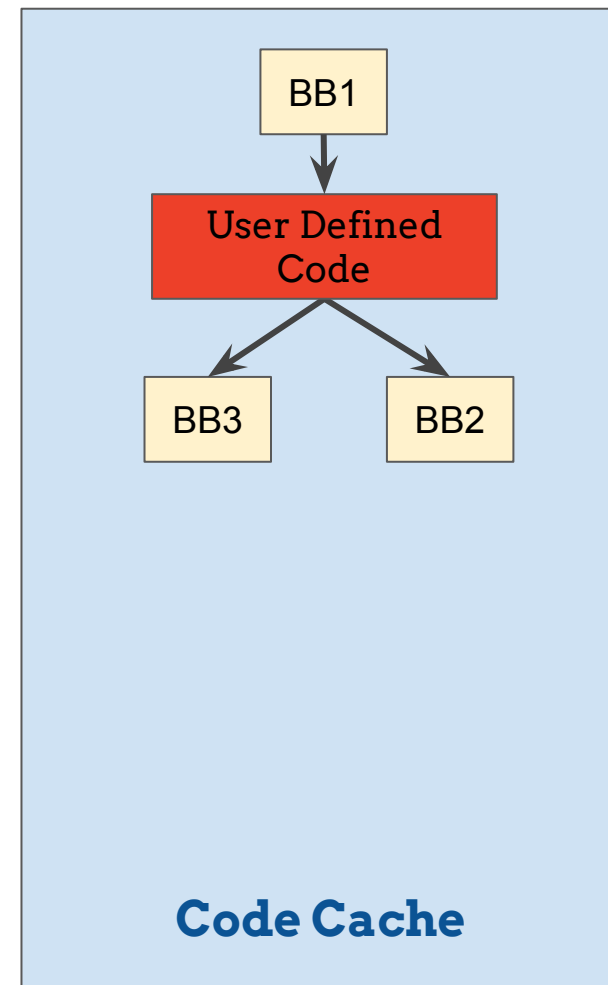 BB1
User Defined
Code
BB3
BB2
Code Cache